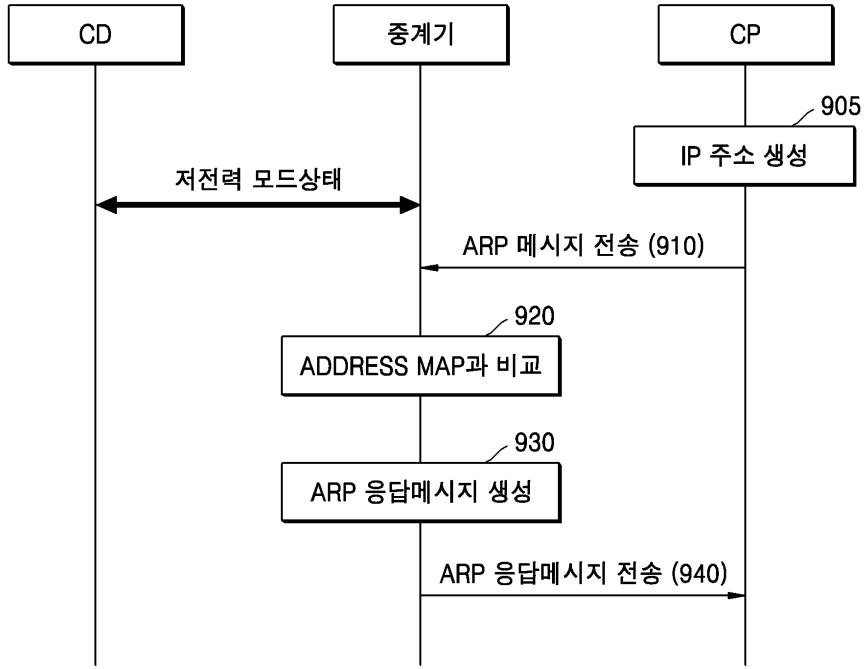 CD
중계기
CP
905
IP 주소 생성
저전력 모드상태
ARP 메시지 전송 (910)
920
ADDRESS MAP과 비교
930
ARP 응답메시지 생성
ARP 응답메시지 전송 (940)